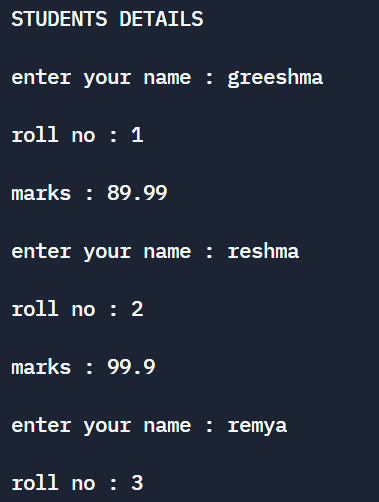 STUDENTS DETAILS
enter your name : greeshma
roll no : 1
marks : 89.99
enter your name : reshma
roll no : 2
marks : 99.9
enter your name : remya
roll no : 3